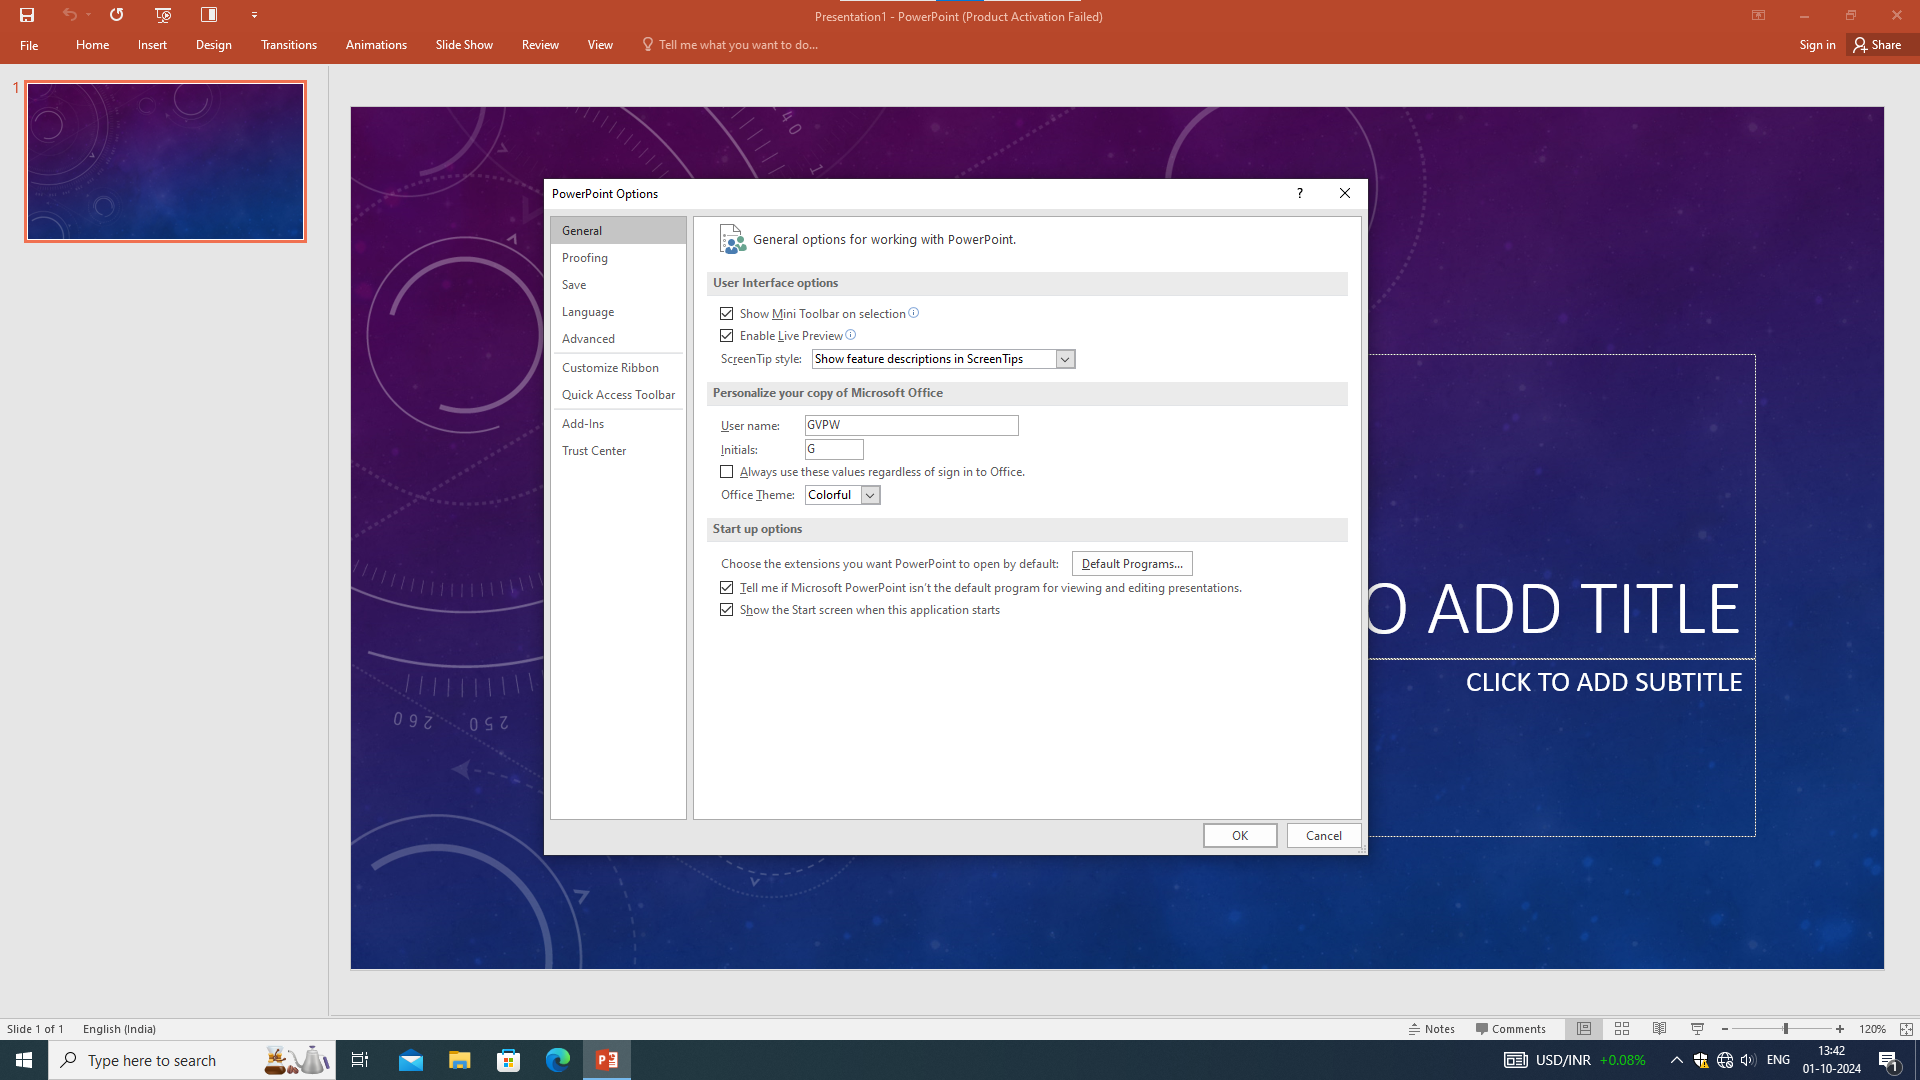 Presentation1 - PowerPoint (Product Activation Failed)
File Home Insert Design Transitions Animations Slide Show Review View Tell me what you want to do... Sign in Share
1
PowerPoint Options ?
General
Proofing
Save
Language
Advanced
Customize Ribbon
Quick Access Toolbar
Add-Ins
Trust Center
General options for working with PowerPoint.
User Interface options
Show Mini Toolbar on selection
Enable Live Preview
ScreenTip style: Show feature descriptions in ScreenTips
Personalize your copy of Microsoft Office
User name: GVPW
Initials: G
Always use these values regardless of sign in to Office.
Office Theme: Colorful
Start up options
Choose the extensions you want PowerPoint to open by default: Default Programs...
Tell me if Microsoft PowerPoint isn't the default program for viewing and editing presentations.
Show the Start screen when this application starts
OK Cancel
O ADD TITLE
CLICK TO ADD SUBTITLE
40
260 250
Slide 1 of 1 English (India) Notes Comments 120%
Type here to search USD/INR +0.08% ENG 13:42
01-10-2024 1